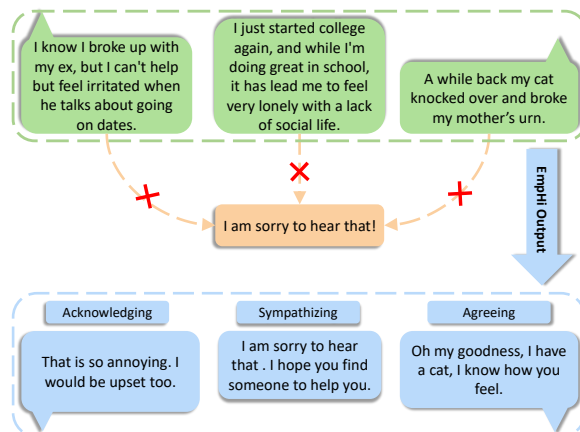 I know I broke up with
my ex, but I can't help
but feel irritated when
he talks about going
on dates.
I just started college
again, and while I'm
doing great in school,
it has lead me to feel
very lonely with a lack
of social life.
A while back my cat
knocked over and broke
my mother's urn.
I am sorry to hear that!
EmpHi Output
Acknowledging
Sympathizing
Agreeing
That is so annoying. I
would be upset too.
I am sorry to hear
that . I hope you find
someone to help you.
Oh my goodness, I have
a cat, I know how you
feel.